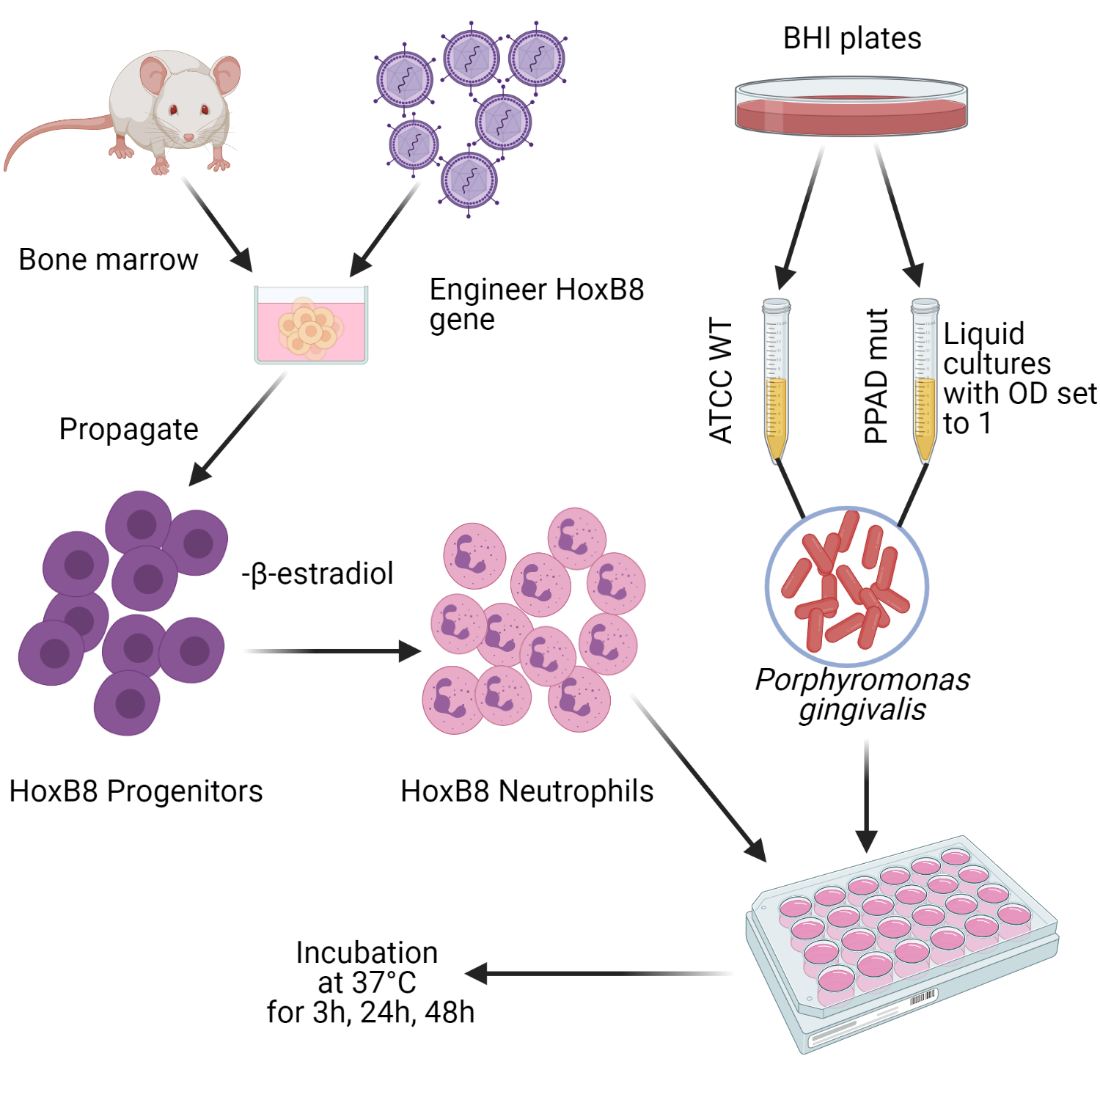 BHI plates
Bone marrow
Engineer HoxB8
gene
ATCC WT
PPAD mut
Liquid
cultures
with OD set
to 1
Propagate
-β-estradiol
Porphyromonas
gingivalis
HoxB8 Progenitors
HoxB8 Neutrophils
Incubation
at 37°C
for 3h, 24h, 48h